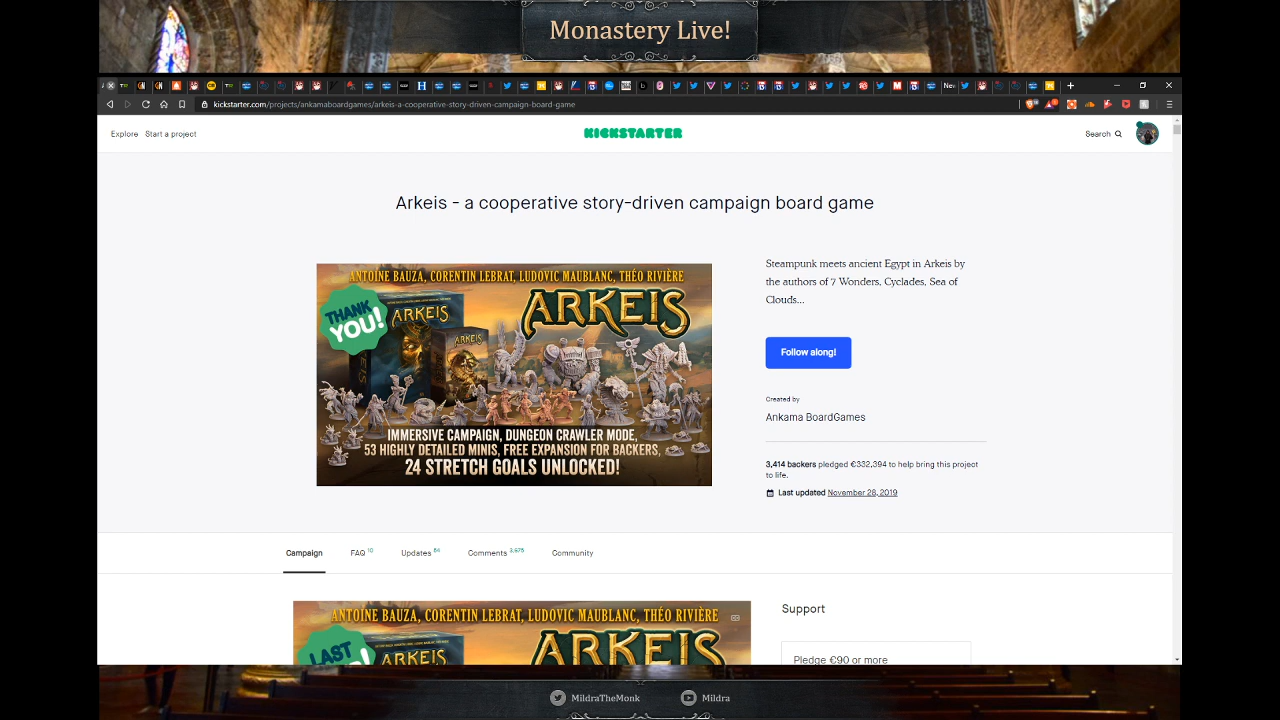 Monastery Live!
kickstarter.com/projects/ankamaboardgames/arkeis-a-cooperative-story-driven-campaign-board-game
Explore Start a project
KICKSTARTER
Search
Arkeis - a cooperative story-driven campaign board game
ANTOINE BAUZA, CORENTIN LEBRAT, LUDOVIC MAUBLANC, THÉO RIVIÈRE
THANK
YOU!
ARKEIS
ARKEIS
ARKEIS
IMMERSIVE CAMPAIGN, DUNGEON CRAWLER MODE,
53 HIGHLY DETAILED MINIS, FREE EXPANSION FOR BACKERS,
24 STRETCH GOALS UNLOCKED!
Steampunk meets ancient Egypt in Arkeis by
the authors of 7 Wonders, Cyclades, Sea of
Clouds...
Follow along!
Created by
Ankama BoardGames
3,414 backers pledged €332,394 to help bring this project
to life.
Last updated November 28, 2019
Campaign FAQ 10 Updates Comments Community
ANTOINE BAUZA, CORENTIN LEBRAT, LUDOVIC MAUBLANC, THÉO RIVIÈRE
LAST
ARKEIS
ARKEIS
Support
Pledge €90 or more
MildraTheMonk Mildra